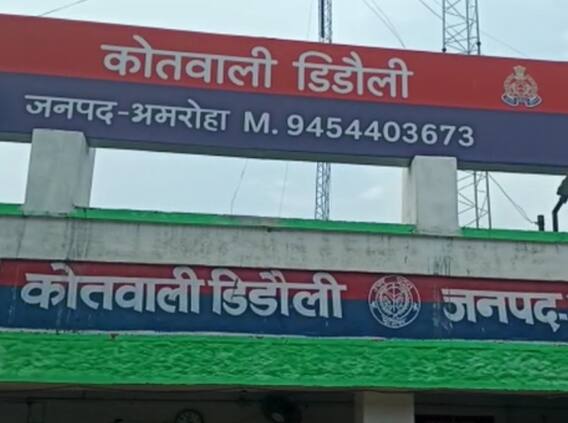 कोतवाली डिडौली
जनपद-अमरोहा M. 9454403673
कोतवाली डिडौली जनपद-